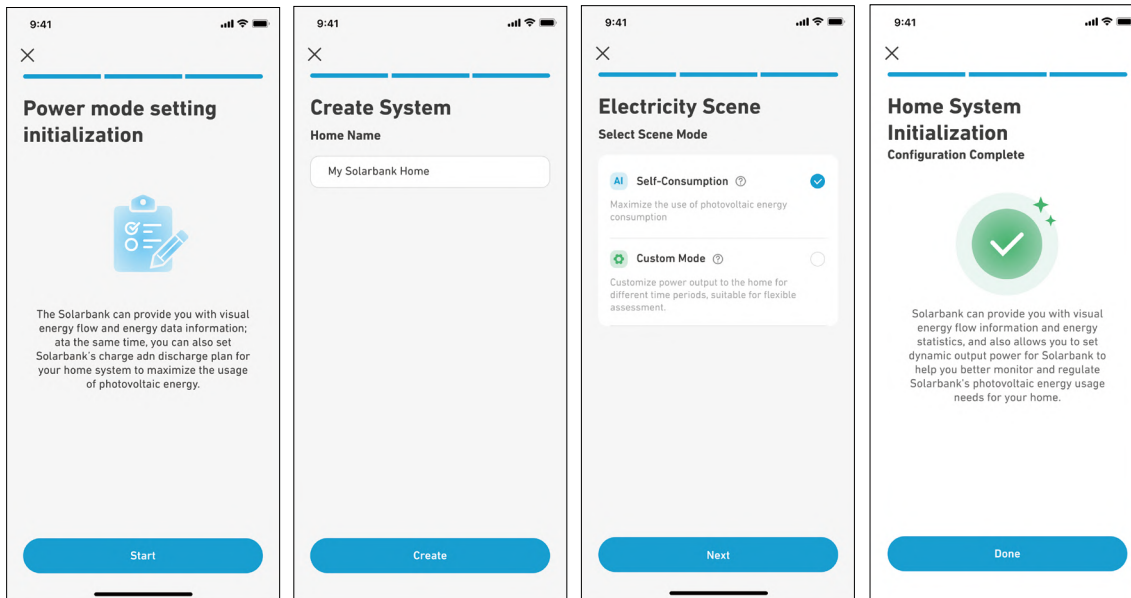 9:41
Power mode setting
initialization
The Solarbank can provide you with visual
energy flow and energy data information;
ata the same time, you can also set
Solarbank's charge adn discharge plan for
your home system to maximize the usage
of photovoltaic energy.
Start
9:41
Create System
Home Name
My Solarbank Home
Create
9:41
Electricity Scene
Select Scene Mode
AI Self-Consumption ?
Maximize the use of photovoltaic energy
consumption
Custom Mode ?
Customize power output to the home for
different time periods, suitable for flexible
assessment.
Next
9:41
Home System
Initialization
Configuration Complete
Solarbank can provide you with visual
energy flow information and energy
statistics, and also allows you to set
dynamic output power for Solarbank to
help you better monitor and regulate
Solarbank's photovoltaic energy usage
needs for your home.
Done